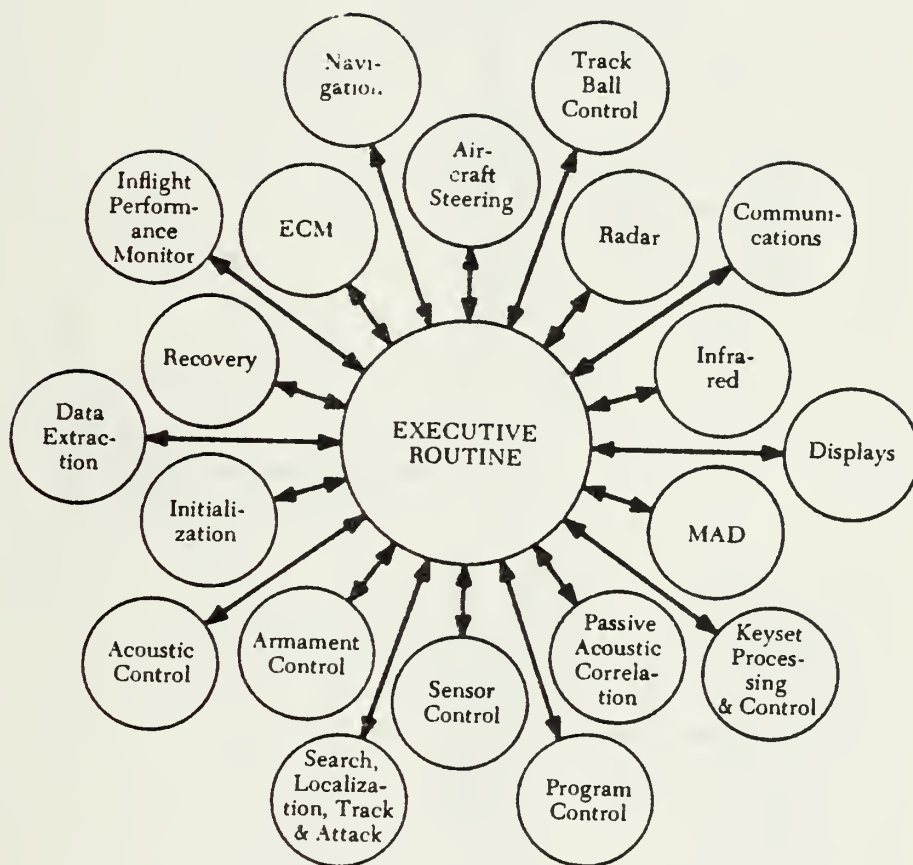 Navi-
gation
Track
Ball
Control
Air-
craft
Steering
Inflight
Perform-
ance
Monitor
ECM
Radar
Communi-
cations
Recovery
Infra-
red
Data
Extrac-
tion
EXECUTIVE
ROUTINE
Displays
Initiali-
zation
MAD
Acoustic
Control
Armament
Control
Sensor
Control
Passive
Acoustic
Correla-
tion
Keyset
Proces-
sing
& Control
Search,
Localiza-
tion, Track
& Attack
Program
Control